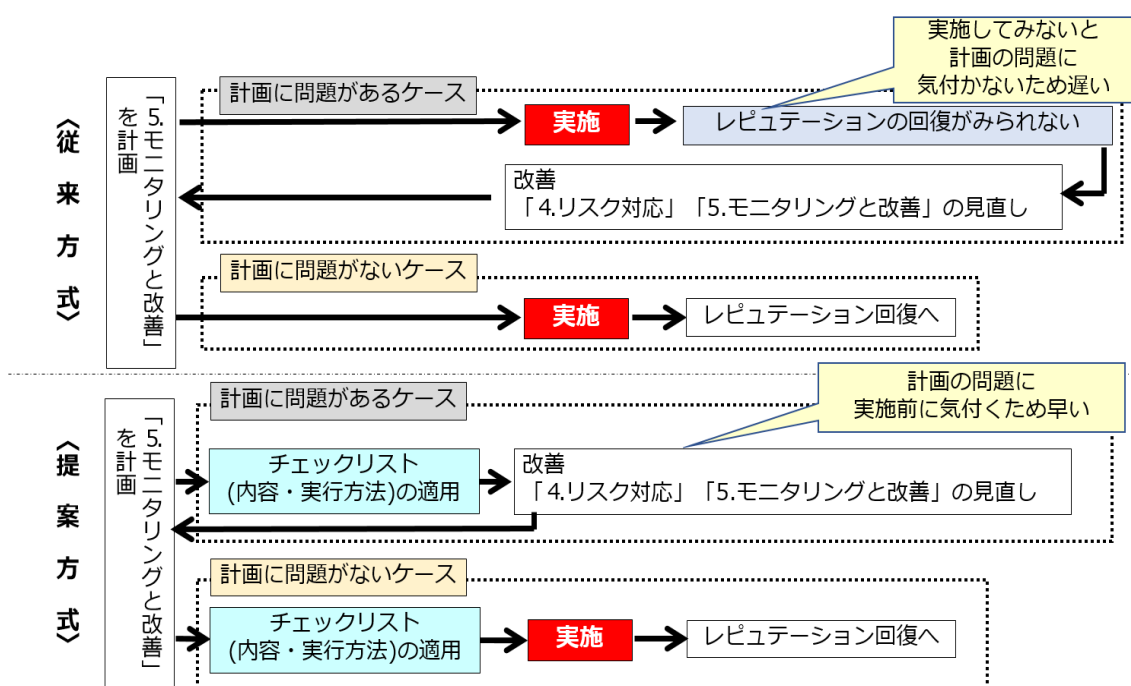 実施してみないと
計画の問題に
気付かないため遅い
〈従来方式〉
「5.モニタリングと改善」
を計画
計画に問題があるケース
実施
レピュテーションの回復がみられない
改善
「4.リスク対応」「5.モニタリングと改善」の見直し
計画に問題がないケース
実施
レピュテーション回復へ
計画の問題に
実施前に気付くため早い
〈提案方式〉
「5.モニタリングと改善」
を計画
計画に問題があるケース
チェックリスト
(内容・実行方法)の適用
改善
「4.リスク対応」「5.モニタリングと改善」の見直し
計画に問題がないケース
チェックリスト
(内容・実行方法)の適用
実施
レピュテーション回復へ